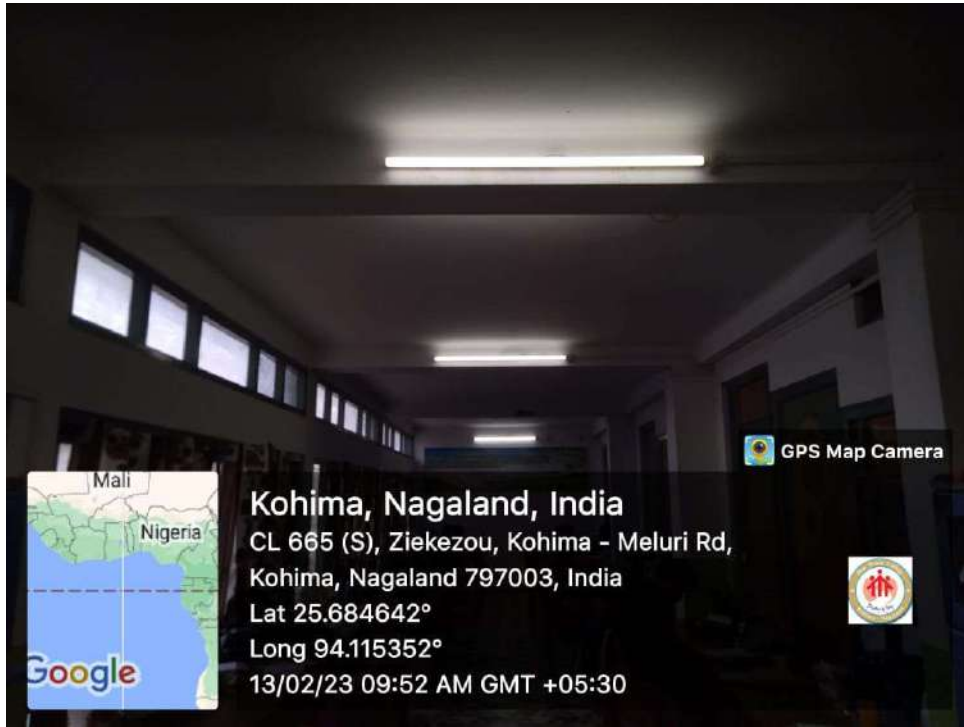 GPS Map Camera
Mali
Nigeria
Google
Kohima, Nagaland, India
CL 665 (S), Ziekezou, Kohima - Meluri Rd,
Kohima, Nagaland 797003, India
Lat 25.684642°
Long 94.115352°
13/02/23 09:52 AM GMT +05:30